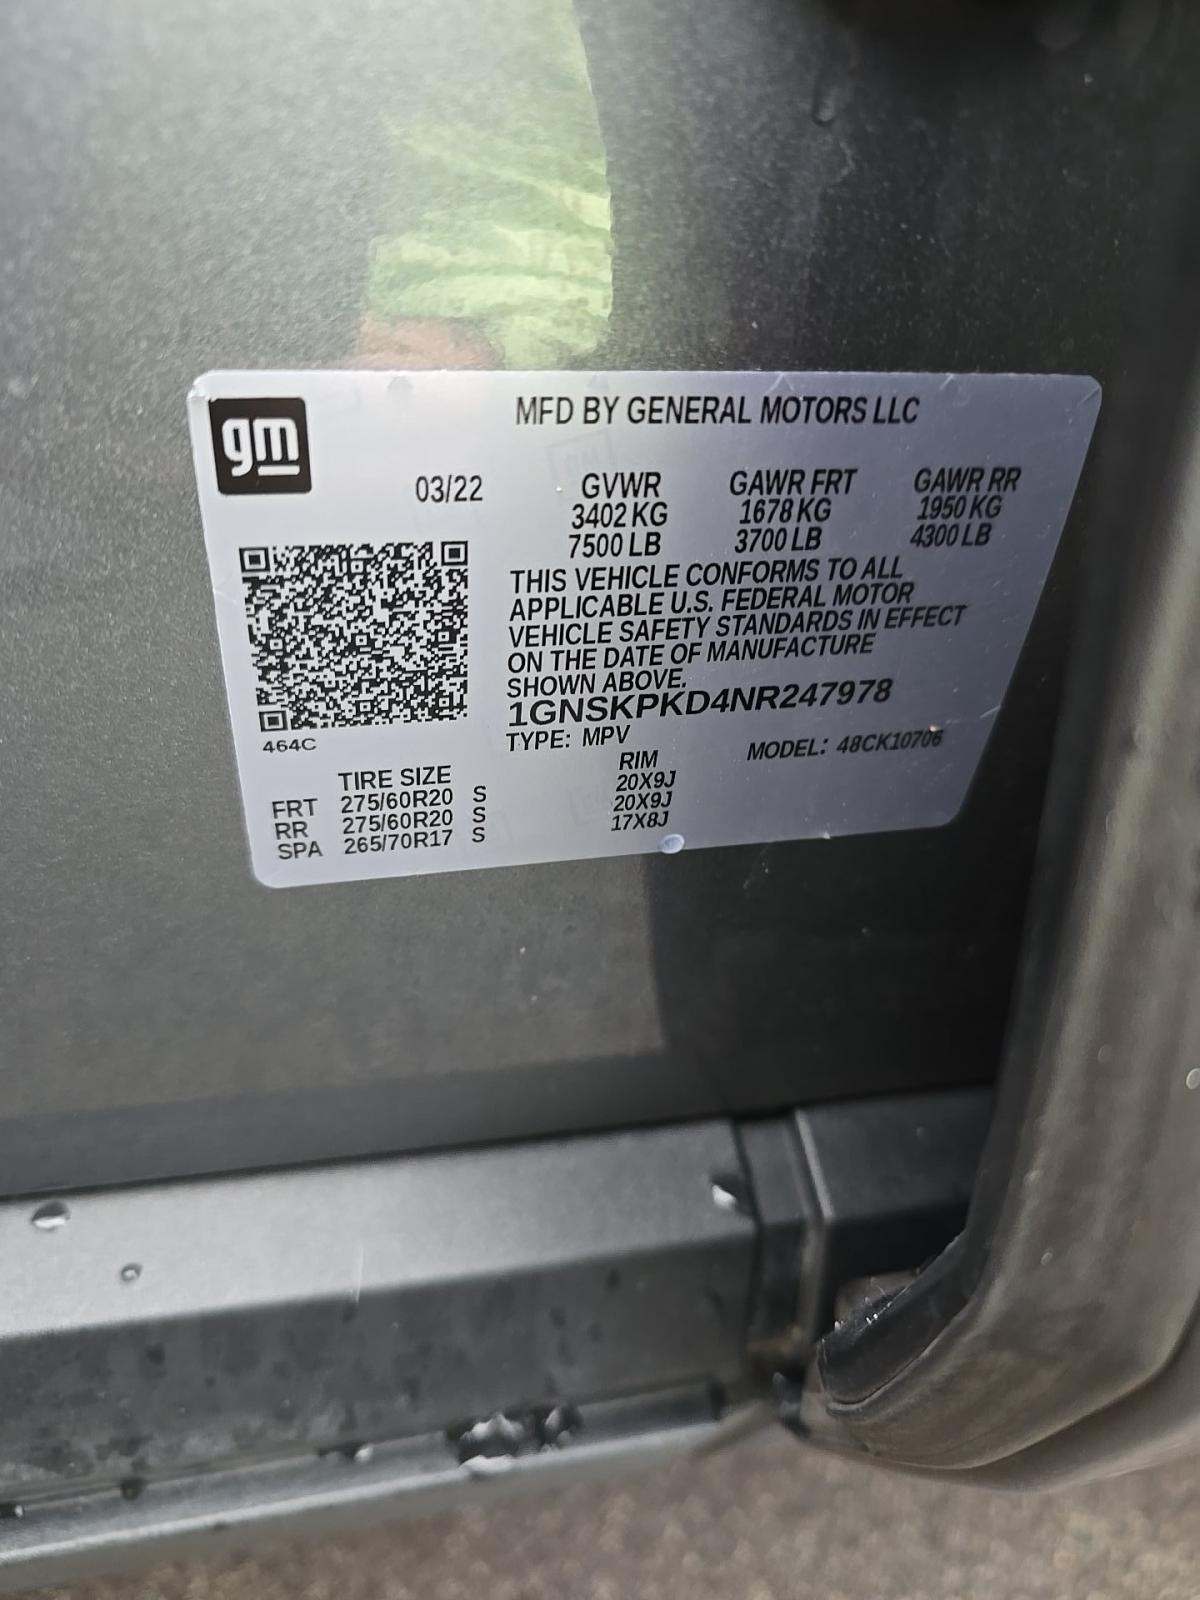 gm
MFD BY GENERAL MOTORS LLC
03/22 GVWR GAWR FRT GAWR RR
3402 KG 1678 KG 1950 KG
7500 LB 3700 LB 4300 LB
THIS VEHICLE CONFORMS TO ALL
APPLICABLE U.S. FEDERAL MOTOR
VEHICLE SAFETY STANDARDS IN EFFECT
ON THE DATE OF MANUFACTURE
SHOWN ABOVE.
1GNSKPKD4NR247978
464C
TYPE: MPV MODEL: 48CK10706
TIRE SIZE RIM
FRT 275/60R20 S 20X9J
RR 275/60R20 S 20X9J
SPA 265/70R17 S 17X8J